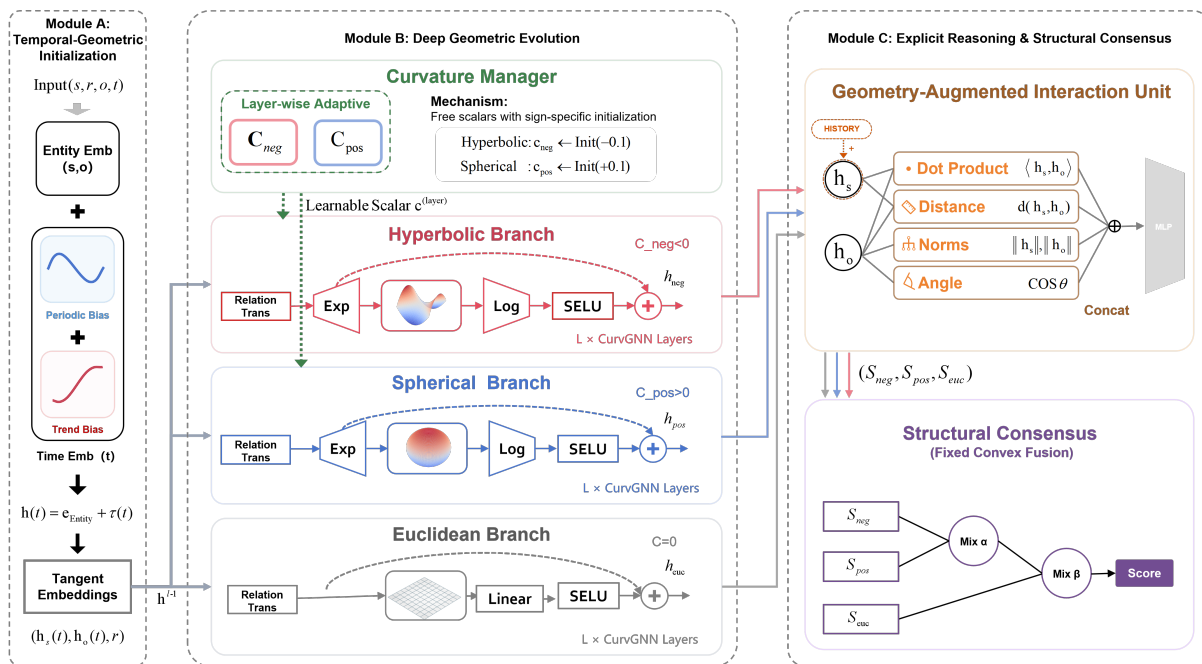 Module A:
Temporal-Geometric
Initialization
Input(s, r, o, t)
Entity Emb
(s,o)
Periodic Bias
Trend Bias
Time Emb (t)
h(t) = e_Entity + τ(t)
Tangent
Embeddings
(h_s(t), h_o(t), r)
h^{l-1}
Module B: Deep Geometric Evolution
Curvature Manager
Layer-wise Adaptive
C_neg
C_pos
Mechanism:
Free scalars with sign-specific initialization
Hyperbolic: c_neg ← Init(−0.1)
Spherical : c_pos ← Init(+0.1)
Learnable Scalar c^(layer)
Hyperbolic Branch
C_neg<0
h_neg
Relation
Trans
Exp
Log
SELU
L × CurvGNN Layers
Spherical Branch
C_pos>0
h_pos
Relation
Trans
Exp
Log
SELU
L × CurvGNN Layers
Euclidean Branch
C=0
h_euc
Relation
Trans
Linear
SELU
L × CurvGNN Layers
Module C: Explicit Reasoning & Structural Consensus
Geometry-Augmented Interaction Unit
HISTORY
+
h_s
h_o
Dot Product ⟨h_s, h_o⟩
Distance d(h_s, h_o)
Norms ‖h_s‖, ‖h_o‖
Angle COS θ
MLP
Concat
(S_neg, S_pos, S_euc)
Structural Consensus
(Fixed Convex Fusion)
S_neg
Mix α
S_pos
Mix β
Score
S_euc